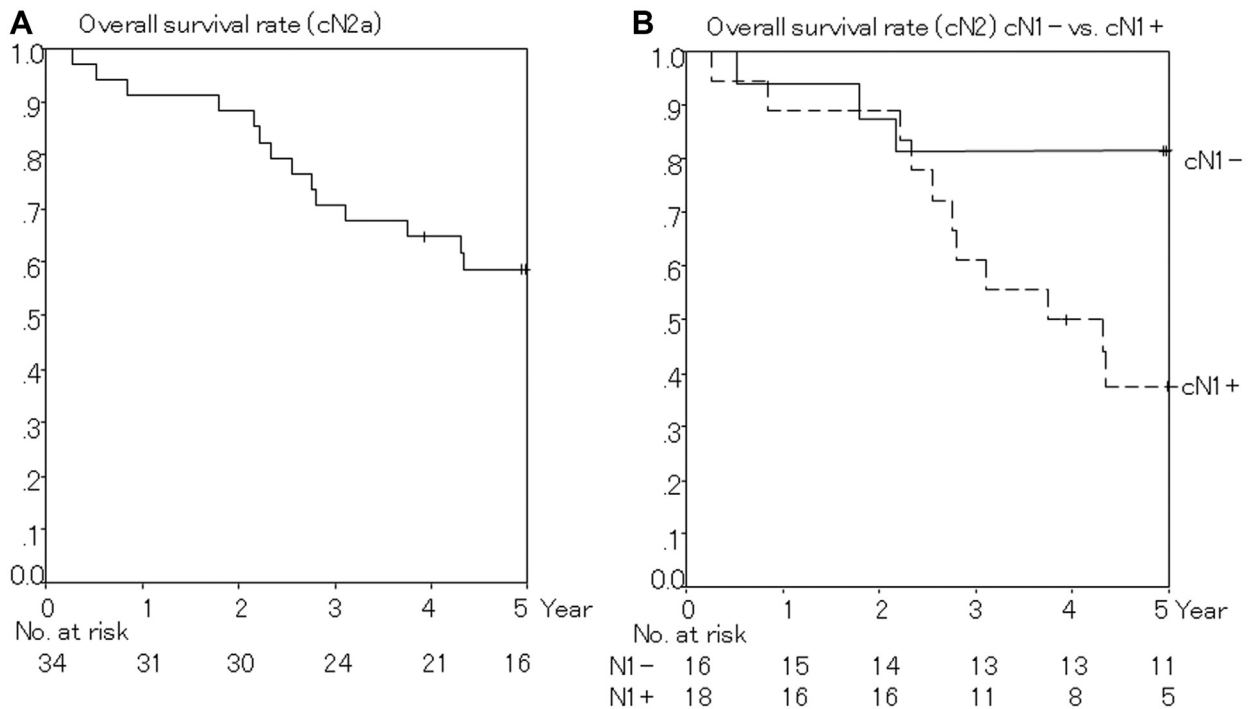 A Overall survival rate (cN2a)
1.0
.9
.8
.7
.6
.5
.4
.3
.2
.1
0.0
0 1 2 3 4 5 Year
No. at risk
34 31 30 24 21 16
B Overall survival rate (cN2) cN1- vs. cN1+
1.0
.9
.8
.7
.6
.5
.4
.3
.2
.1
0.0
cN1-
cN1+
0 1 2 3 4 5 Year
No. at risk
N1- 16 15 14 13 13 11
N1+ 18 16 16 11 8 5